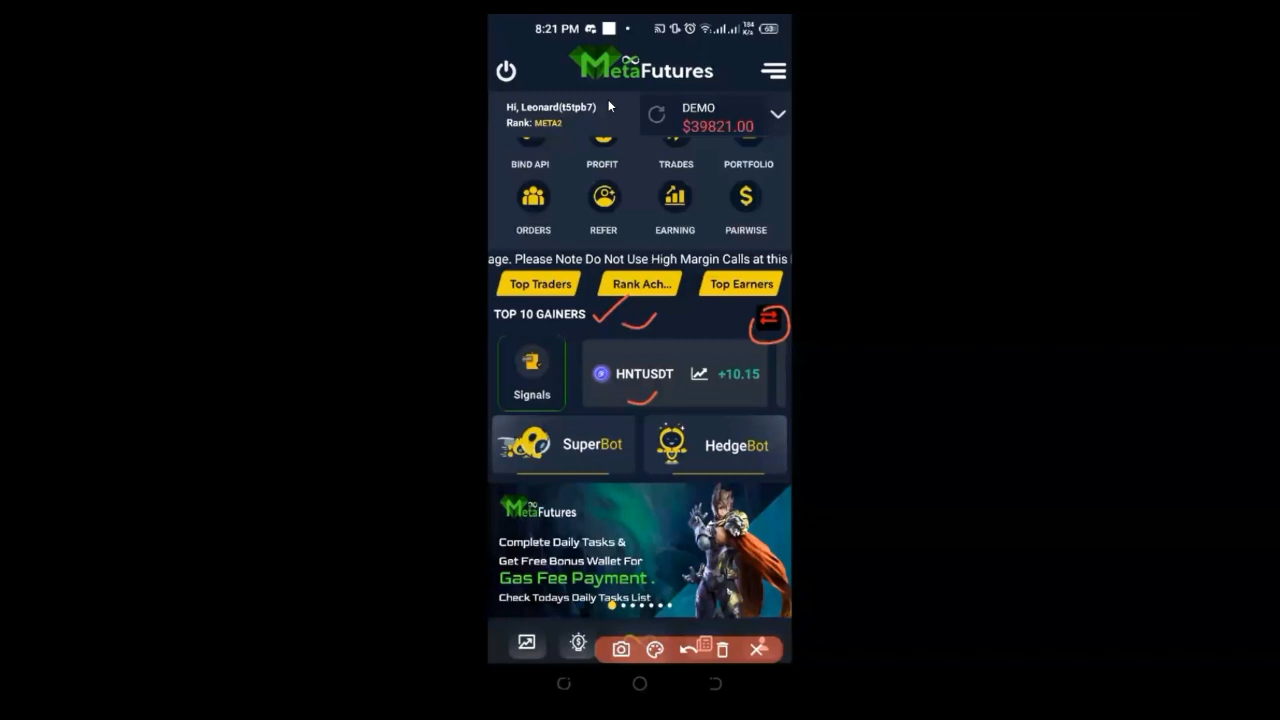 8:21 PM
184
K/s
63
MetaFutures
Hi, Leonard(t5tpb7)
Rank: META2
DEMO
$39821.00
BIND API
PROFIT
TRADES
PORTFOLIO
ORDERS
REFER
EARNING
PAIRWISE
age. Please Note Do Not Use High Margin Calls at this
Top Traders
Rank Ach...
Top Earners
TOP 10 GAINERS
Signals
HNTUSDT
+10.15
SuperBot
HedgeBot
MetaFutures
Complete Daily Tasks &
Get Free Bonus Wallet For
Gas Fee Payment .
Check Todays Daily Tasks List